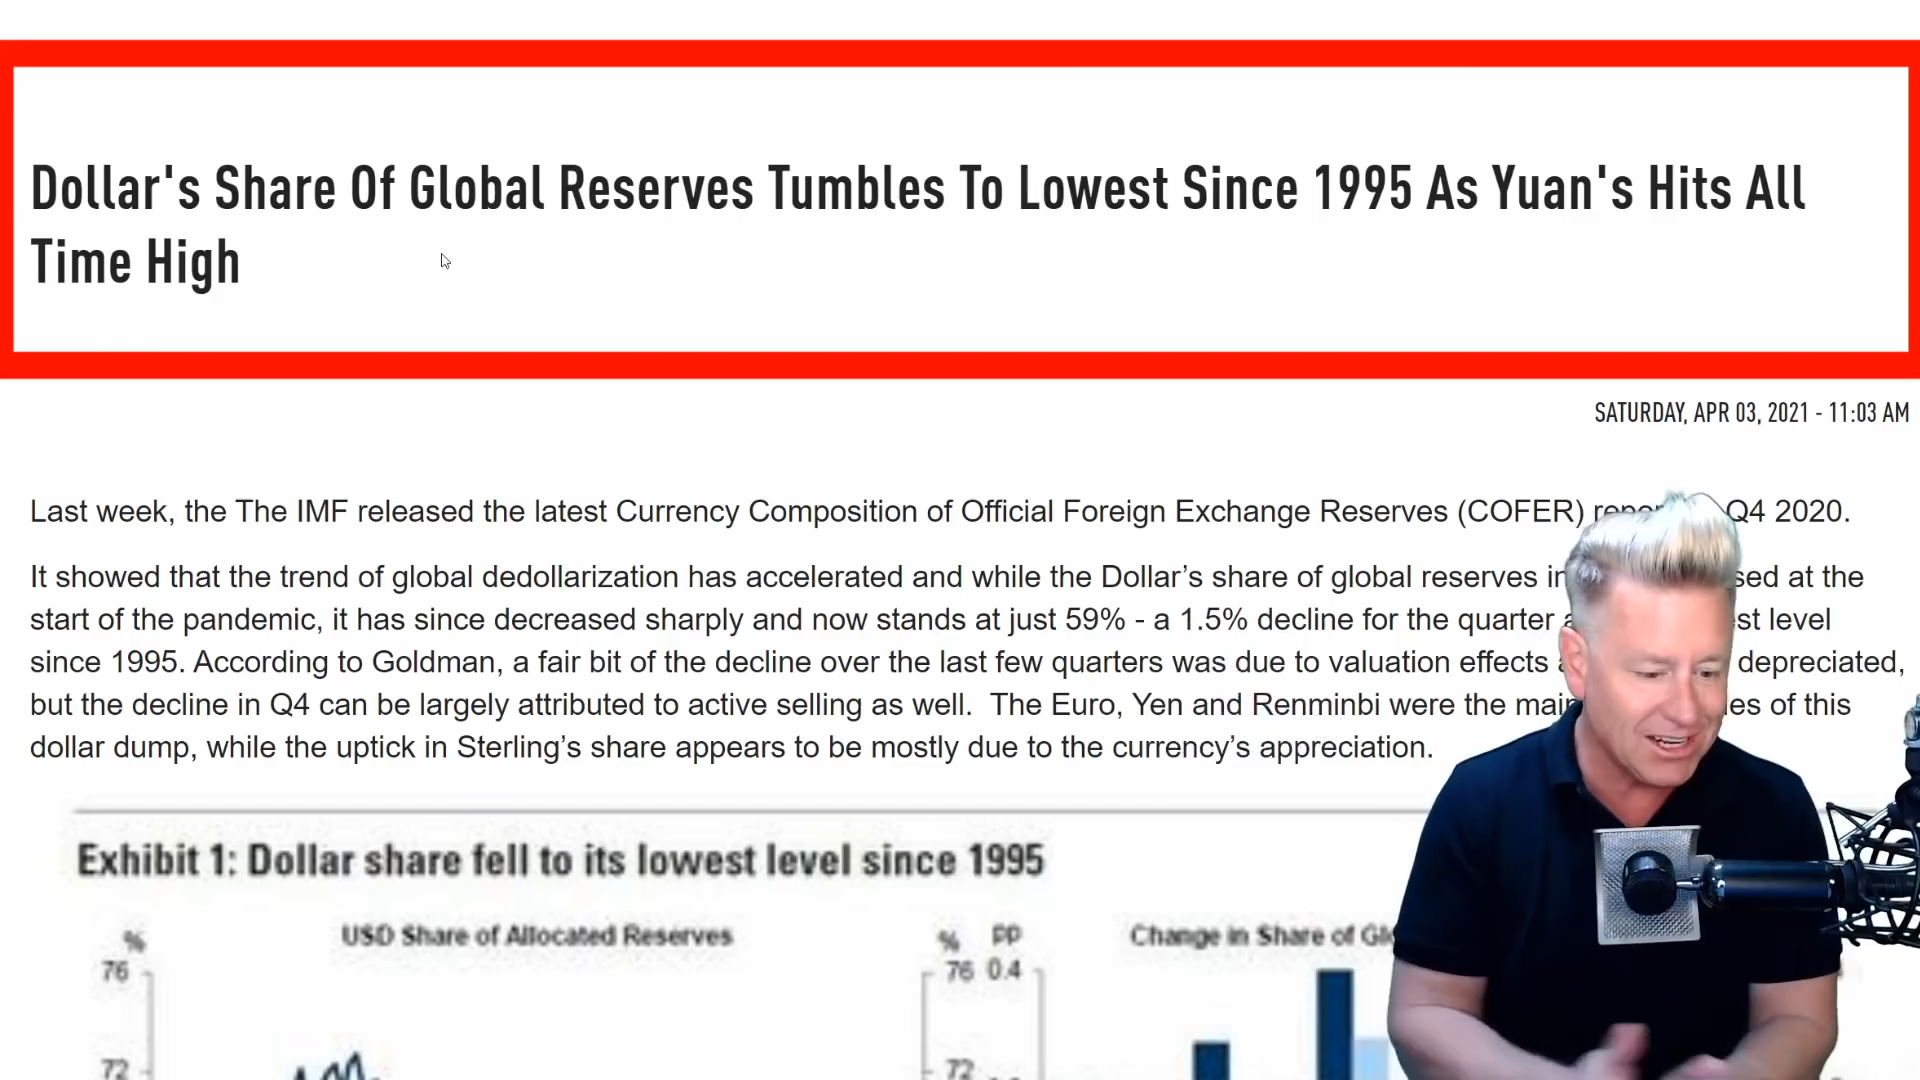 Dollar's Share Of Global Reserves Tumbles To Lowest Since 1995 As Yuan's Hits All
Time High
SATURDAY, APR 03, 2021 - 11:03 AM
Last week, the The IMF released the latest Currency Composition of Official Foreign Exchange Reserves (COFER) Q4 2020.
It showed that the trend of global dedollarization has accelerated and while the Dollar’s share of global reserves at the
start of the pandemic, it has since decreased sharply and now stands at just 59% - a 1.5% decline for the quarter level
since 1995. According to Goldman, a fair bit of the decline over the last few quarters was due to valuation effects depreciated,
but the decline in Q4 can be largely attributed to active selling as well. The Euro, Yen and Renminbi were the of this
dollar dump, while the uptick in Sterling’s share appears to be mostly due to the currency’s appreciation.
Exhibit 1: Dollar share fell to its lowest level since 1995
% USD Share of Allocated Reserves % PP Change in Share of
76 76 0.4
72 72